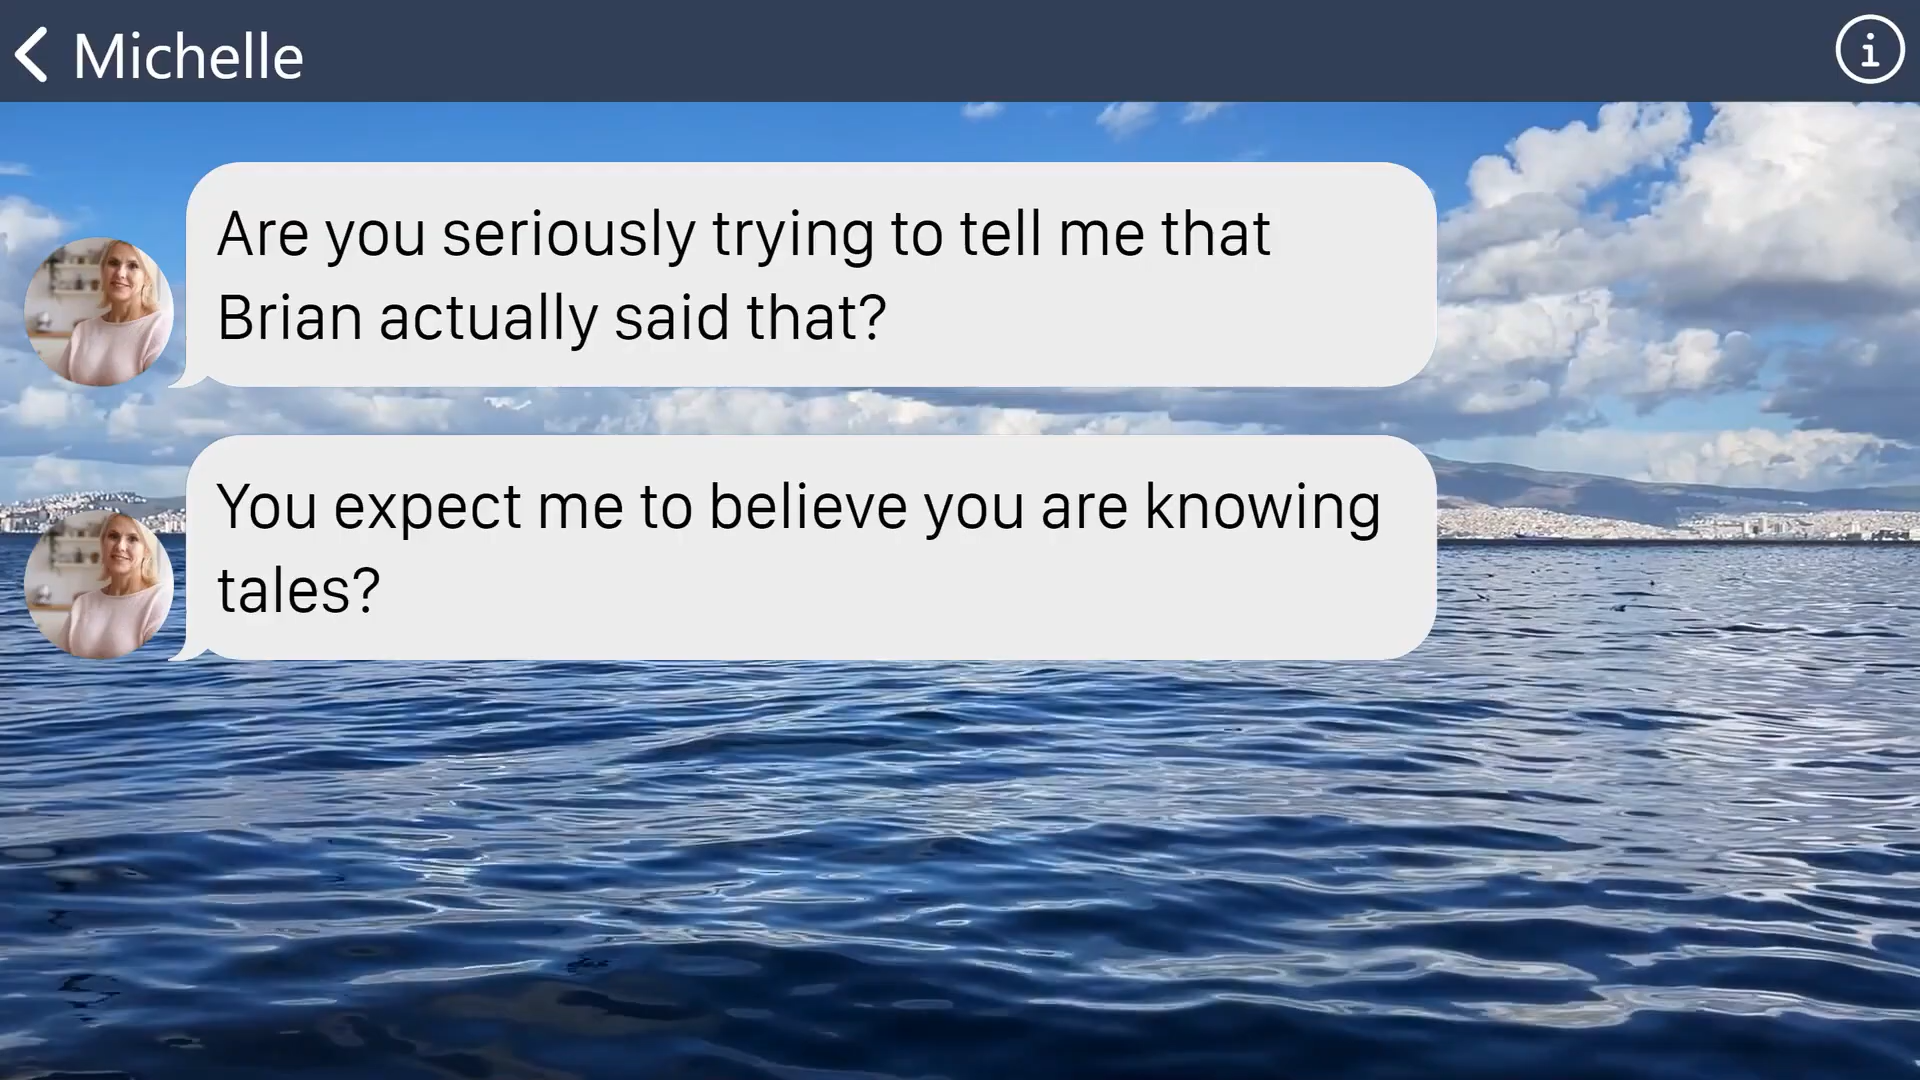 Michelle
Are you seriously trying to tell me that
Brian actually said that?
You expect me to believe you are knowing
tales?